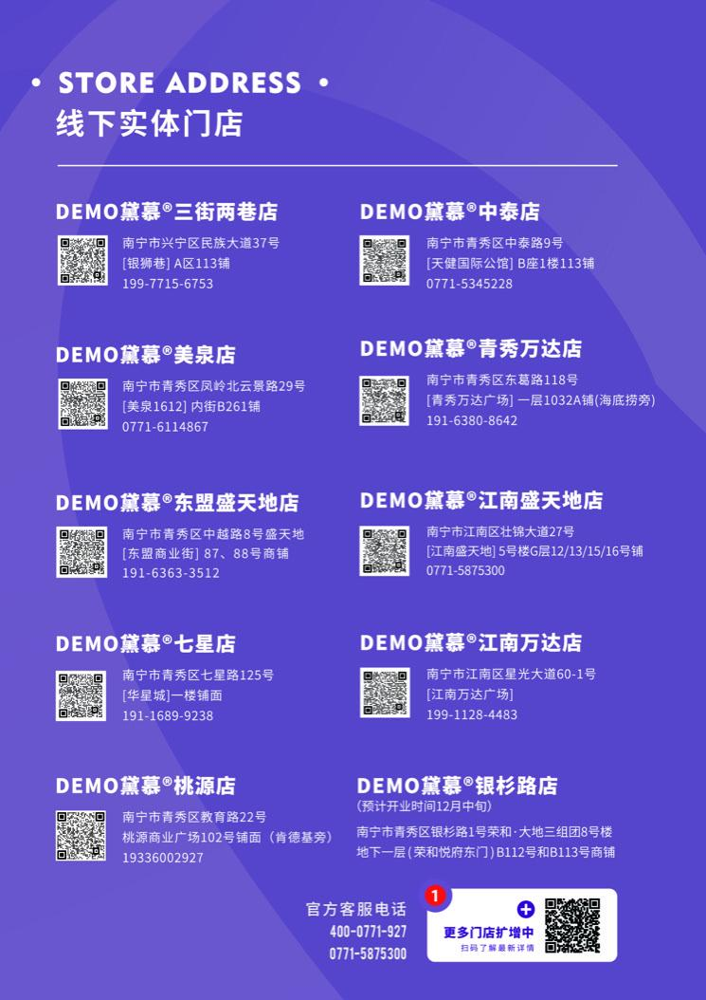 • STORE ADDRESS •
线下实体门店
DEMO黛慕®三街两巷店
南宁市兴宁区民族大道37号
[银狮巷] A区113铺
199-7715-6753
DEMO黛慕®中泰店
南宁市青秀区中泰路9号
[天健国际公馆] B座1楼113铺
0771-5345228
DEMO黛慕®美泉店
南宁市青秀区凤岭北云景路29号
[美泉1612] 内街B261铺
0771-6114867
DEMO黛慕®青秀万达店
南宁市青秀区东葛路118号
[青秀万达广场] 一层1032A铺(海底捞旁)
191-6380-8642
DEMO黛慕®东盟盛天地店
南宁市青秀区中越路8号盛天地
[东盟商业街] 87、88号商铺
191-6363-3512
DEMO黛慕®江南盛天地店
南宁市江南区壮锦大道27号
[江南盛天地] 5号楼G层12/13/15/16号铺
0771-5875300
DEMO黛慕®七星店
南宁市青秀区七星路125号
[华星城]一楼铺面
191-1689-9238
DEMO黛慕®江南万达店
南宁市江南区星光大道60-1号
[江南万达广场]
199-1128-4483
DEMO黛慕®桃源店
南宁市青秀区教育路22号
桃源商业广场102号铺面（肯德基旁）
19336002927
DEMO黛慕®银杉路店
（预计开业时间12月中旬）
南宁市青秀区银杉路1号荣和·大地三组团8号楼
地下一层(荣和悦府东门)B112号和B113号商铺
官方客服电话
400-0771-927
0771-5875300
1
更多门店扩增中
扫码了解最新详情